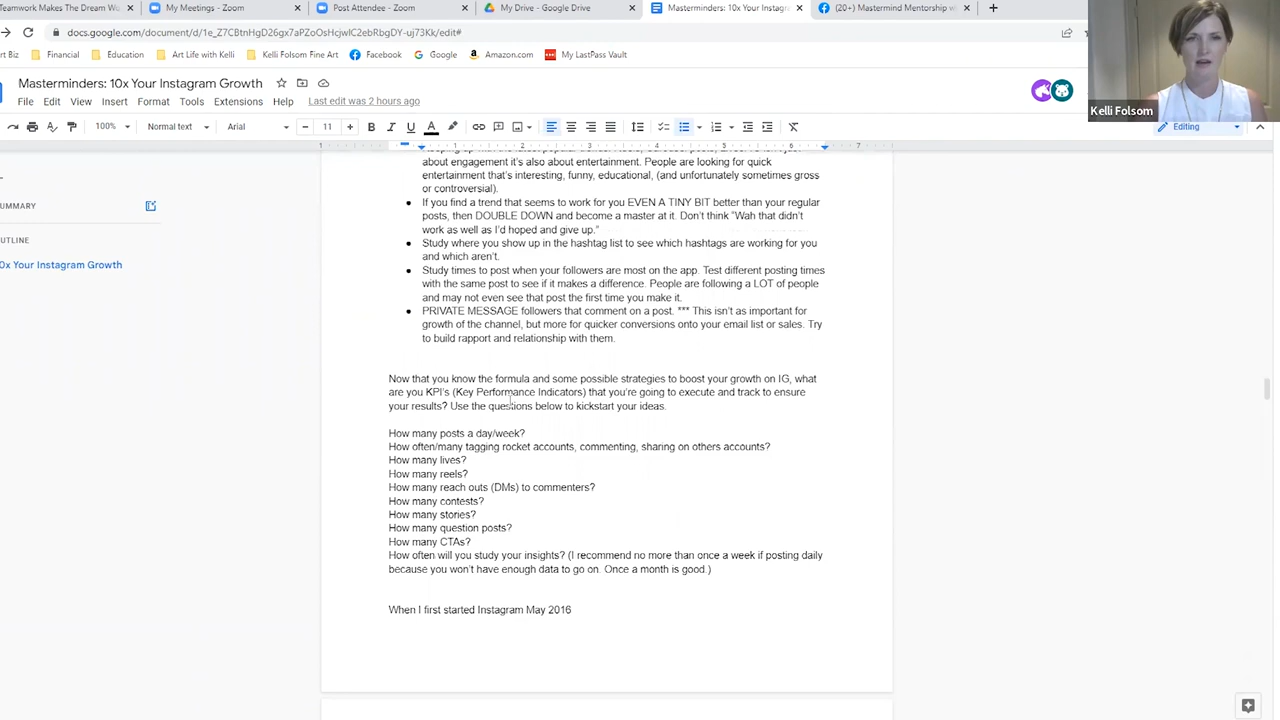 Teamwork Makes The Dream Wo
My Meetings - Zoom
Post Attendee - Zoom
My Drive - Google Drive
Masterminders: 10x Your Instagram
(20+) Mastermind Mentorship w
docs.google.com/document/d/1e_Z7CBtnHgD26gx7aPZoOsHcjwlC2ebRbgDY-uj73Kk/edit#
rt Biz
Financial
Education
Art Life with Kelli
Kelli Folsom Fine Art
Facebook
Google
Amazon.com
My LastPass Vault
Masterminders: 10x Your Instagram Growth
File Edit View Insert Format Tools Extensions Help Last edit was 2 hours ago
Kelli Folsom
100% Normal text Arial 11 Editing
1 1 2 3 4 5 6 7
about engagement it's also about entertainment. People are looking for quick
entertainment that's interesting, funny, educational, (and unfortunately sometimes gross
or controversial).
If you find a trend that seems to work for you EVEN A TINY BIT better than your regular
posts, then DOUBLE DOWN and become a master at it. Don't think "Wah that didn't
work as well as I'd hoped and give up."
Study where you show up in the hashtag list to see which hashtags are working for you
and which aren't.
Study times to post when your followers are most on the app. Test different posting times
with the same post to see if it makes a difference. People are following a LOT of people
and may not even see that post the first time you make it.
PRIVATE MESSAGE followers that comment on a post. *** This isn't as important for
growth of the channel, but more for quicker conversions onto your email list or sales. Try
to build rapport and relationship with them.
UMMARY
UTLINE
0x Your Instagram Growth
Now that you know the formula and some possible strategies to boost your growth on IG, what
are you KPI's (Key Performance Indicators) that you're going to execute and track to ensure
your results? Use the questions below to kickstart your ideas.
How many posts a day/week?
How often/many tagging rocket accounts, commenting, sharing on others accounts?
How many lives?
How many reels?
How many reach outs (DMs) to commenters?
How many contests?
How many stories?
How many question posts?
How many CTAs?
How often will you study your insights? (I recommend no more than once a week if posting daily
because you won't have enough data to go on. Once a month is good.)
When I first started Instagram May 2016